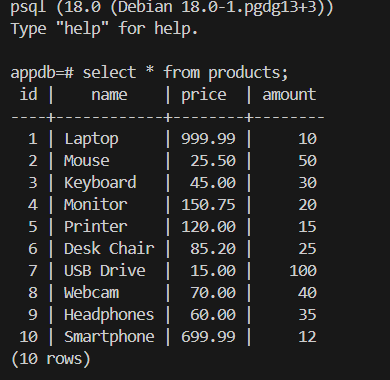 psql (18.0 (Debian 18.0-1.pgdg13+3))
Type "help" for help.
appdb=# select * from products;
 id |    name    | price  | amount
----+------------+--------+--------
  1 | Laptop     | 999.99 |     10
  2 | Mouse      |  25.50 |     50
  3 | Keyboard   |  45.00 |     30
  4 | Monitor    | 150.75 |     20
  5 | Printer    | 120.00 |     15
  6 | Desk Chair |  85.20 |     25
  7 | USB Drive  |  15.00 |    100
  8 | Webcam     |  70.00 |     40
  9 | Headphones |  60.00 |     35
 10 | Smartphone | 699.99 |     12
(10 rows)